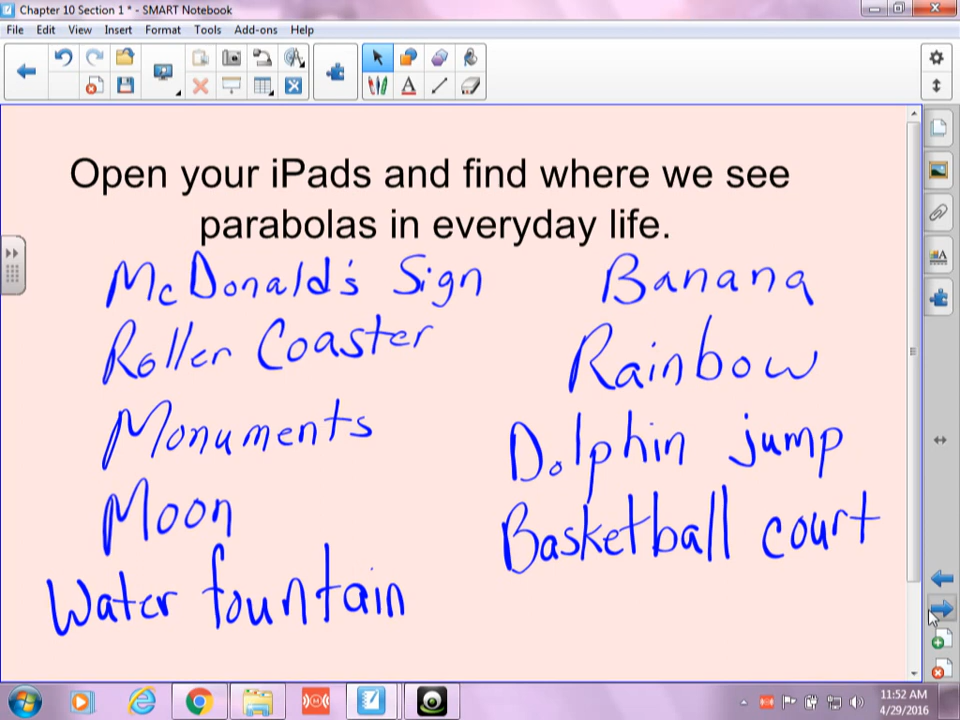 Chapter 10 Section 1 * - SMART Notebook
File Edit View Insert Format Tools Add-ons Help
Open your iPads and find where we see
parabolas in everyday life.
McDonald's Sign
Roller Coaster
Monuments
Moon
Water fountain
Banana
Rainbow
Dolphin jump
Basketball court
11:52 AM
4/29/2016